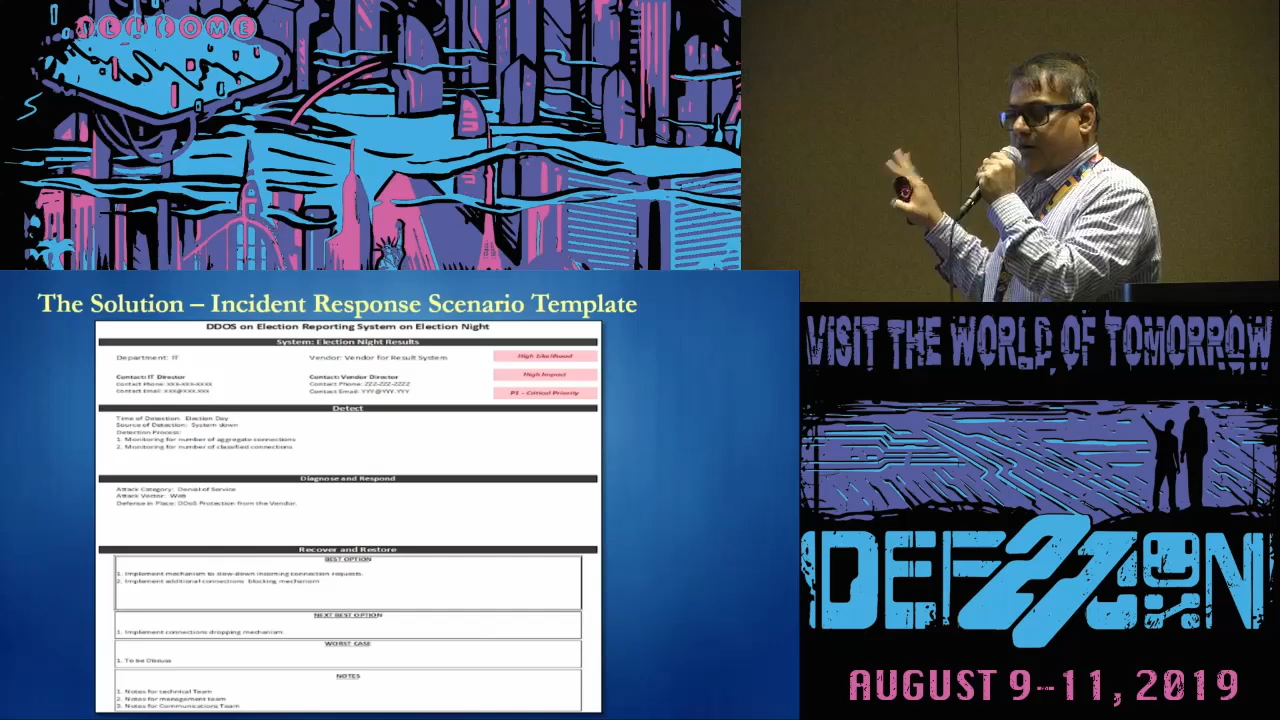 WELCOME
The Solution – Incident Response Scenario Template
DDOS on Election Reporting System on Election Night
System: Election Night Results
Department: IT
Vendor: Vendor for Result System
High Likelihood
Contact: IT Director
Contact: Vendor Director
High Impact
Contact Phone: XXX-XXX-XXXX
Contact Phone: ZZZ-ZZZ-ZZZZ
Contact Email: XXX@XXX.XXX
Contact Email: YYY@YYY.YYY
P1 - Critical Priority
Detect
Time of Detection: Election Day
Source of Detection: System down
Detection Process:
1. Monitoring for number of aggregate connections
2. Monitoring for number of classified connections
Diagnose and Respond
Attack Category: Denial of Service
Attack Vector: Web
Defense in Place: DDoS Protection from the Vendor.
Recover and Restore
BEST OPTION
1. Implement mechanism to slow-down incoming connection requests.
2. Implement additional connections blocking mechanism
NEXT BEST OPTION
1. Implement connections dropping mechanism
WORST CASE
1. To be Discuss
NOTES
1. Notes for technical Team
2. Notes for management team
3. Notes for Communications Team
VISIT THE WORLD OF TOMORROW
DEF 27 CON
AUGUST 9-11, 2019